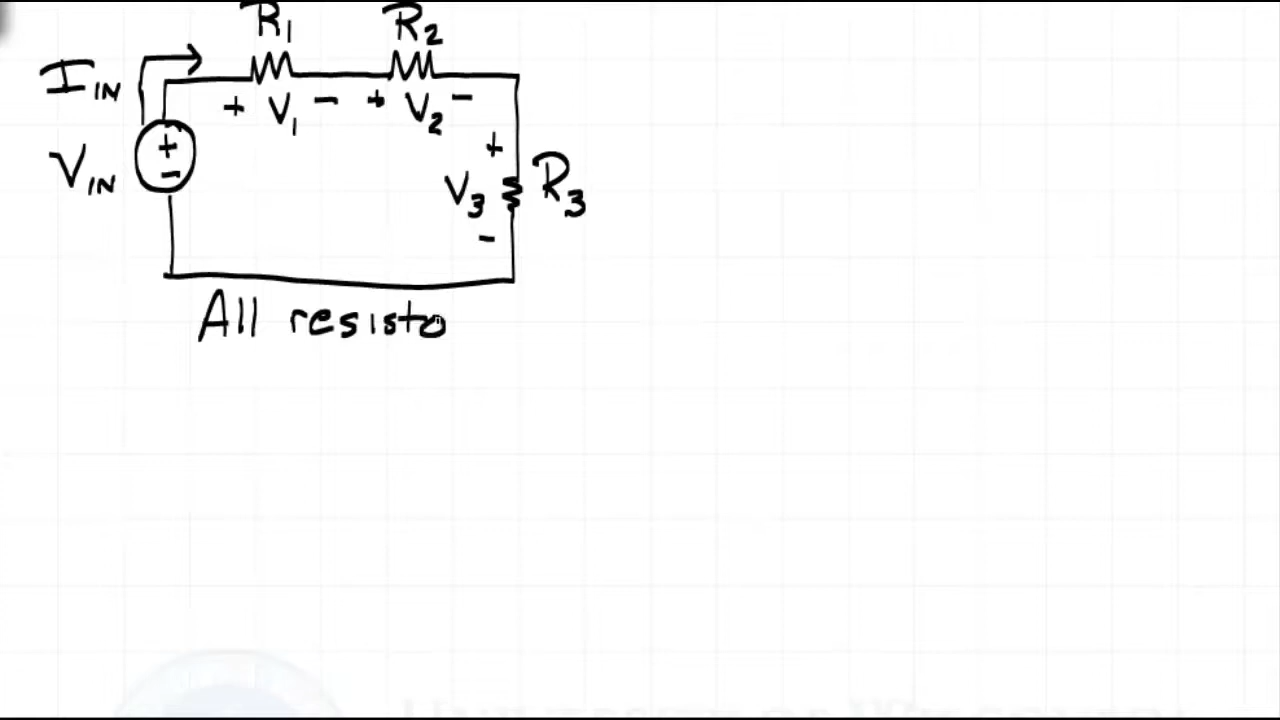 R1 R2
IIN
+ V1 - + V2 -
VIN + - + V3 - R3
All resisto